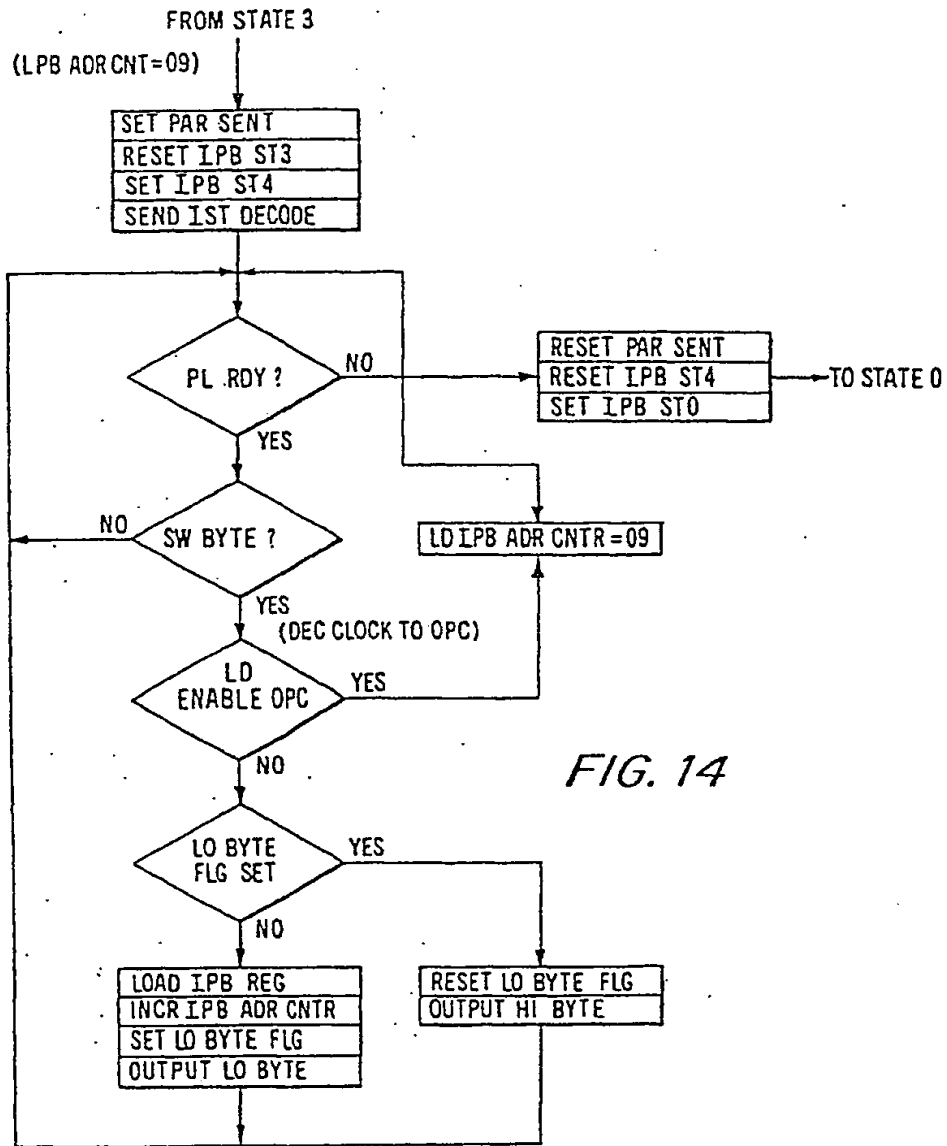 FROM STATE 3
(LPB ADR CNT=09)
SET PAR SENT
RESET IPB ST3
SET IPB ST4
SEND 1ST DECODE
PL .RDY ?
NO
YES
RESET PAR SENT
RESET IPB ST4
SET IPB ST0
TO STATE 0
SW BYTE ?
NO
YES
LD IPB ADR CNTR=09
(DEC CLOCK TO OPC)
LD
ENABLE OPC
YES
NO
FIG. 14
LO BYTE
FLG SET
YES
NO
LOAD IPB REG
INCR IPB ADR CNTR
SET LO BYTE FLG
OUTPUT LO BYTE
RESET LO BYTE FLG
OUTPUT HI BYTE